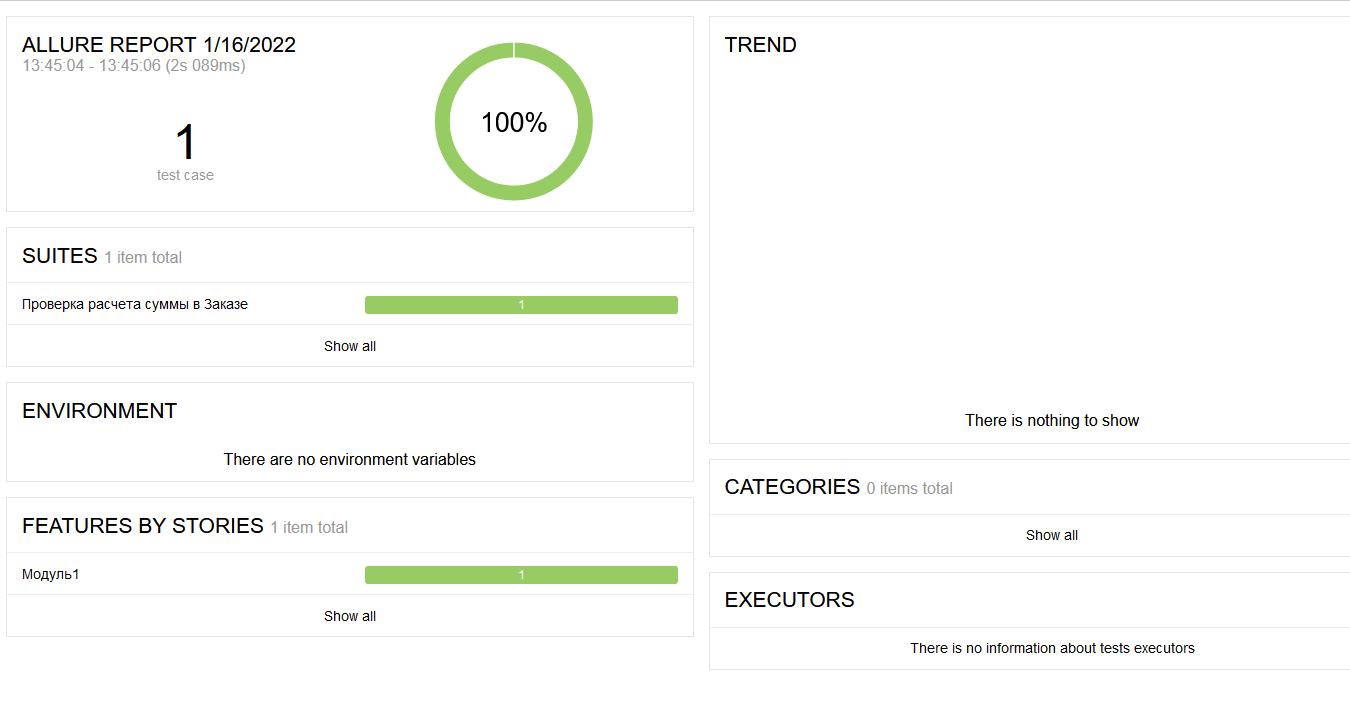 ALLURE REPORT 1/16/2022
13:45:04 - 13:45:06 (2s 089ms)
1
test case
100%
SUITES 1 item total
Проверка расчета суммы в Заказе 1
Show all
ENVIRONMENT
There are no environment variables
FEATURES BY STORIES 1 item total
Модуль1 1
Show all
TREND
There is nothing to show
CATEGORIES 0 items total
Show all
EXECUTORS
There is no information about tests executors